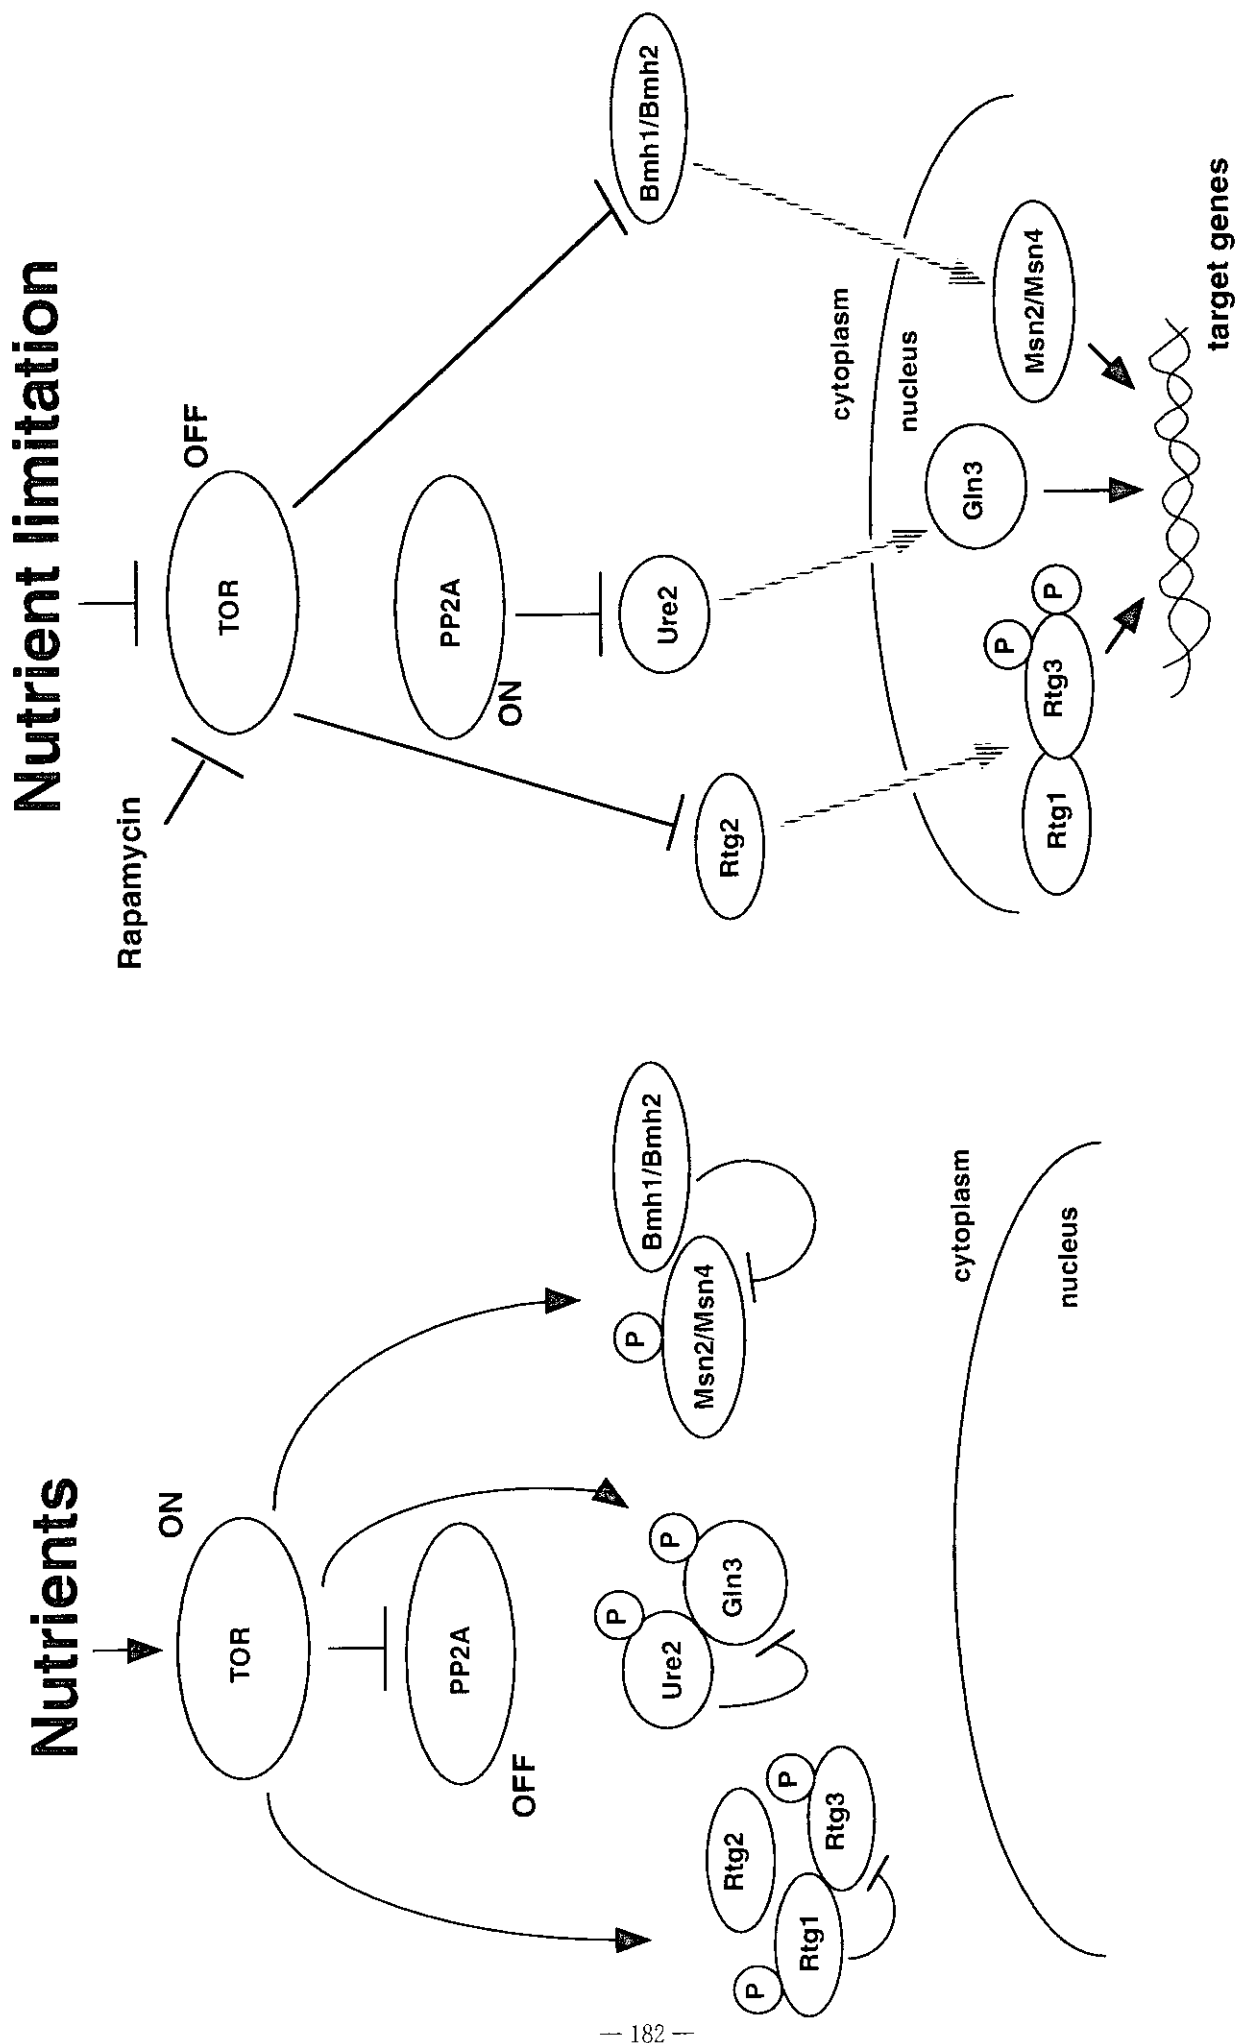 Nutrients
ON
TOR
PP2A
OFF
P
Rtg1
Rtg2
P
Rtg3
P
Ure2
P
Gln3
P
Msn2/Msn4
Bmh1/Bmh2
cytoplasm
nucleus
Nutrient limitation
Rapamycin
OFF
TOR
PP2A
ON
Rtg2
Ure2
Bmh1/Bmh2
cytoplasm
nucleus
Rtg1
Rtg3
P
P
Gln3
Msn2/Msn4
target genes
— 182 —